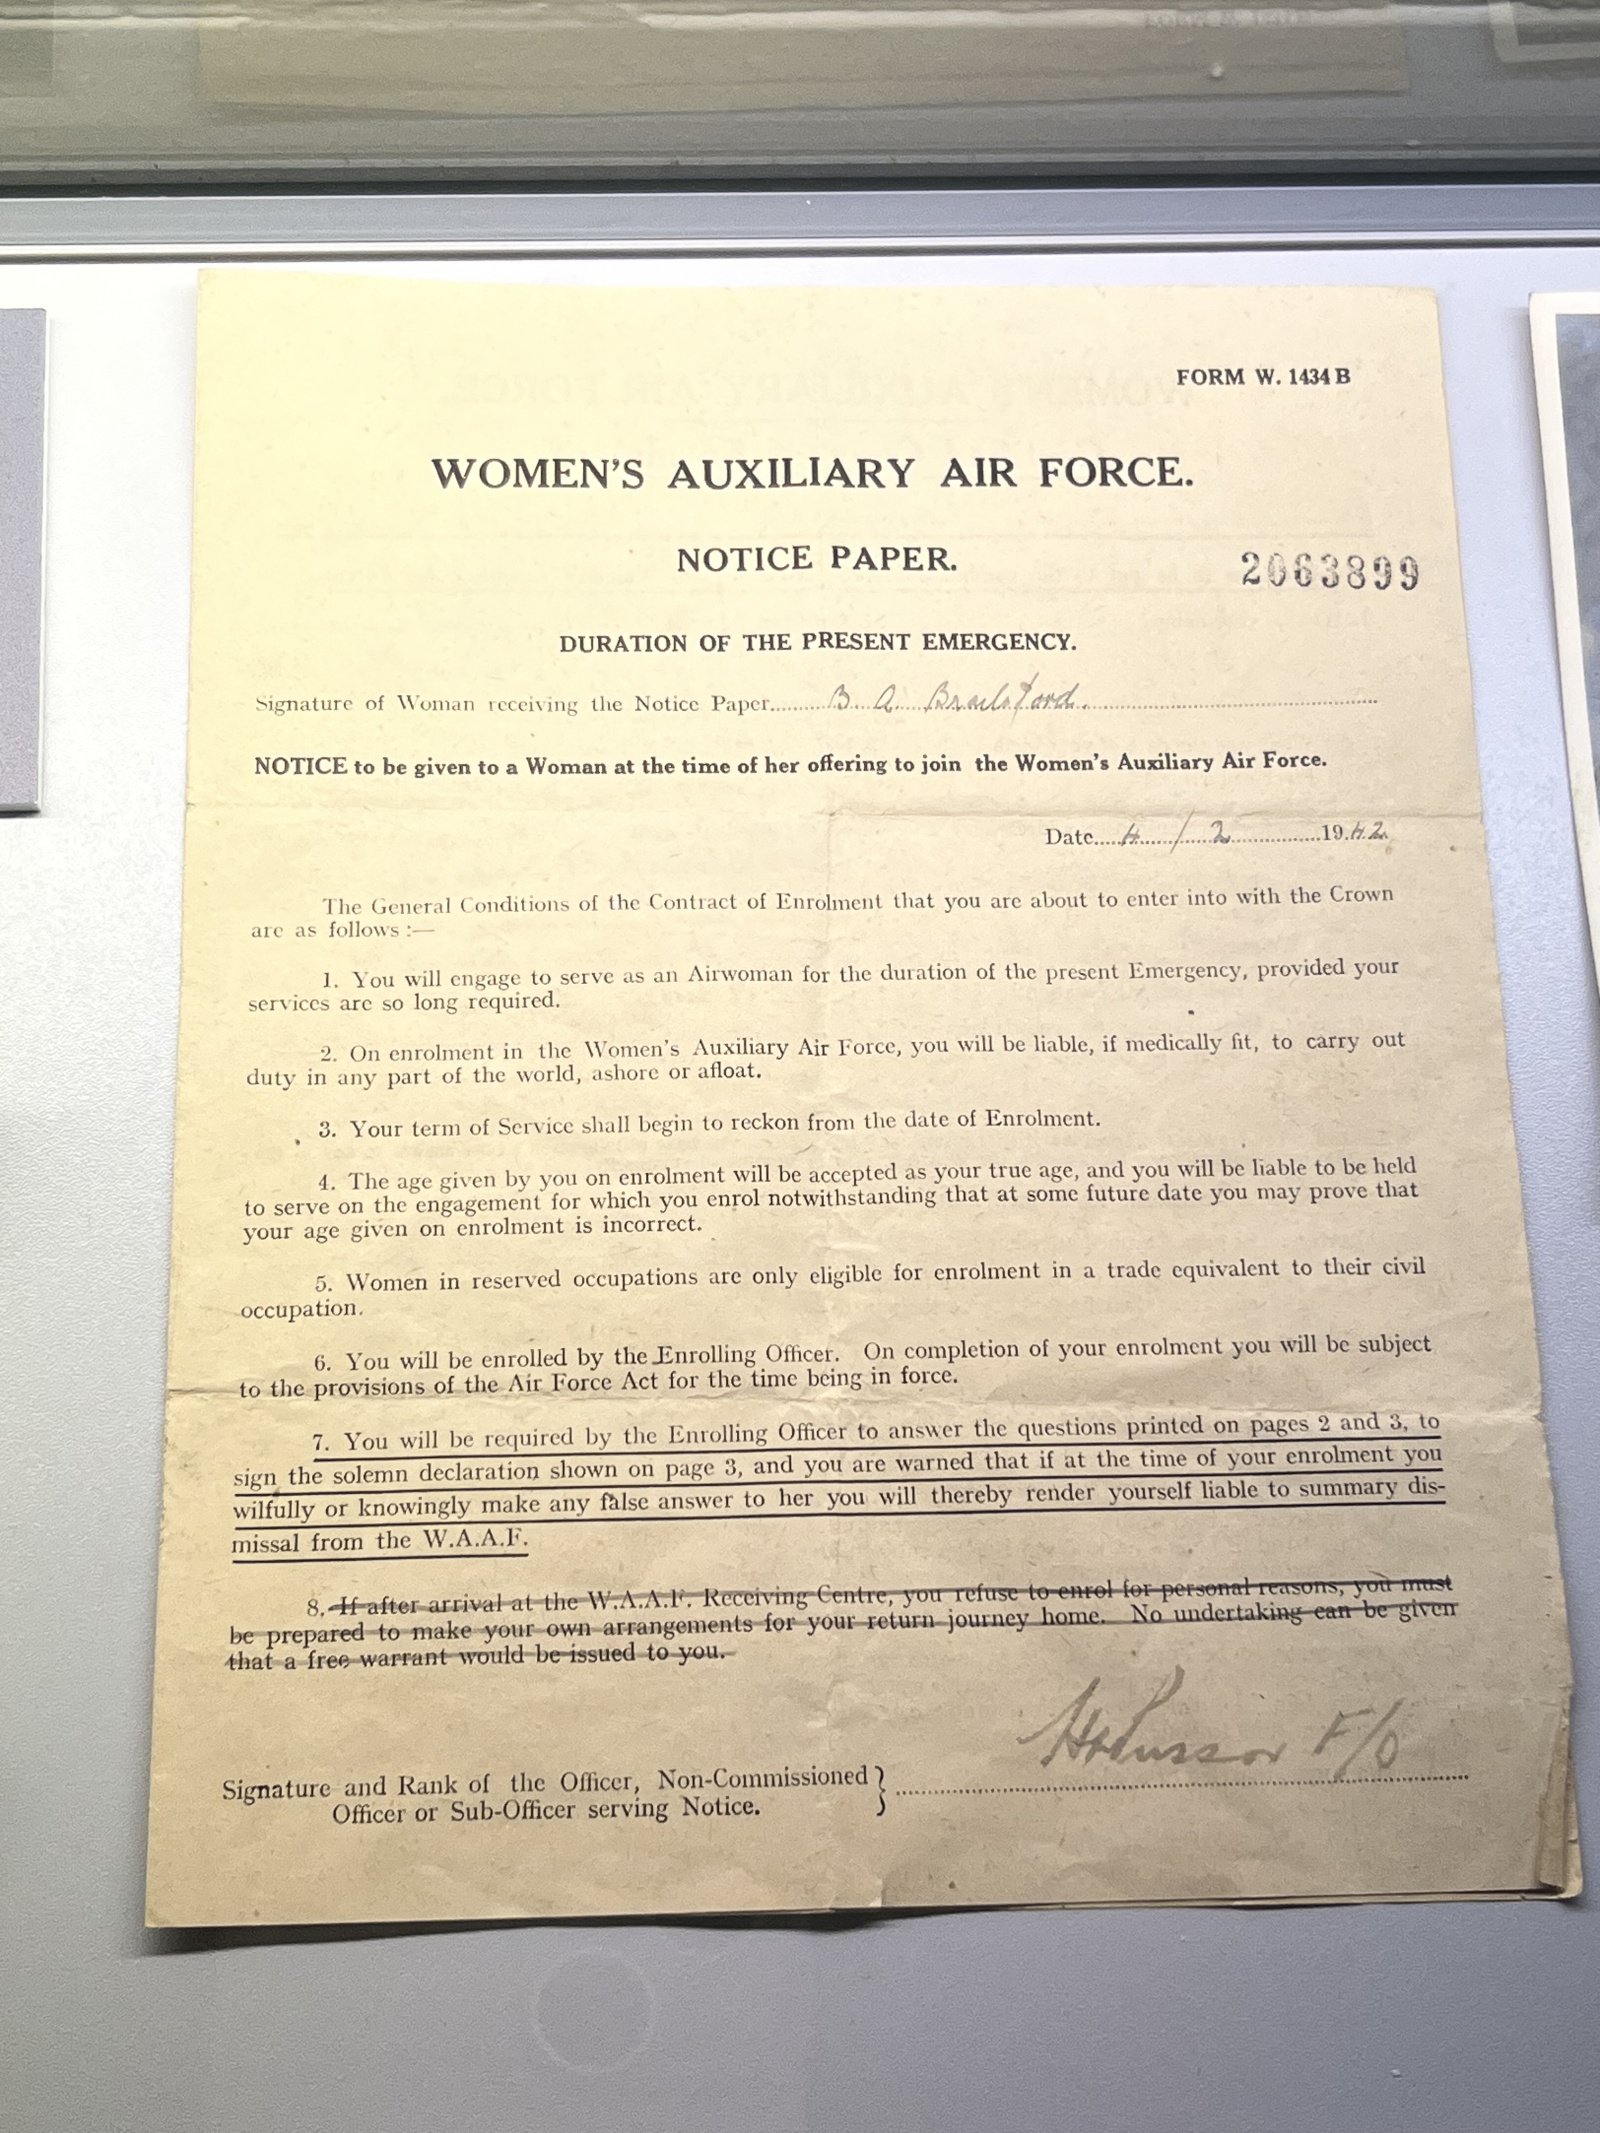 FORM W. 1434 B
WOMEN'S AUXILIARY AIR FORCE.
NOTICE PAPER.
2063899
DURATION OF THE PRESENT EMERGENCY.
Signature of Woman receiving the Notice Paper.......B. A. Brailsford.
NOTICE to be given to a Woman at the time of her offering to join the Women's Auxiliary Air Force.
Date....4 / 2............1942
The General Conditions of the Contract of Enrolment that you are about to enter into with the Crown
are as follows :—
1. You will engage to serve as an Airwoman for the duration of the present Emergency, provided your
services are so long required.
2. On enrolment in the Women's Auxiliary Air Force, you will be liable, if medically fit, to carry out
duty in any part of the world, ashore or afloat.
3. Your term of Service shall begin to reckon from the date of Enrolment.
4. The age given by you on enrolment will be accepted as your true age, and you will be liable to be held
to serve on the engagement for which you enrol notwithstanding that at some future date you may prove that
your age given on enrolment is incorrect.
5. Women in reserved occupations are only eligible for enrolment in a trade equivalent to their civil
occupation.
6. You will be enrolled by the Enrolling Officer. On completion of your enrolment you will be subject
to the provisions of the Air Force Act for the time being in force.
7. You will be required by the Enrolling Officer to answer the questions printed on pages 2 and 3, to
sign the solemn declaration shown on page 3, and you are warned that if at the time of your enrolment you
wilfully or knowingly make any false answer to her you will thereby render yourself liable to summary dis-
missal from the W.A.A.F.
8. If after arrival at the W.A.A.F. Receiving Centre, you refuse to enrol for personal reasons, you must
be prepared to make your own arrangements for your return journey home. No undertaking can be given
that a free warrant would be issued to you.
F/O
Signature and Rank of the Officer, Non-Commissioned }
Officer or Sub-Officer serving Notice.